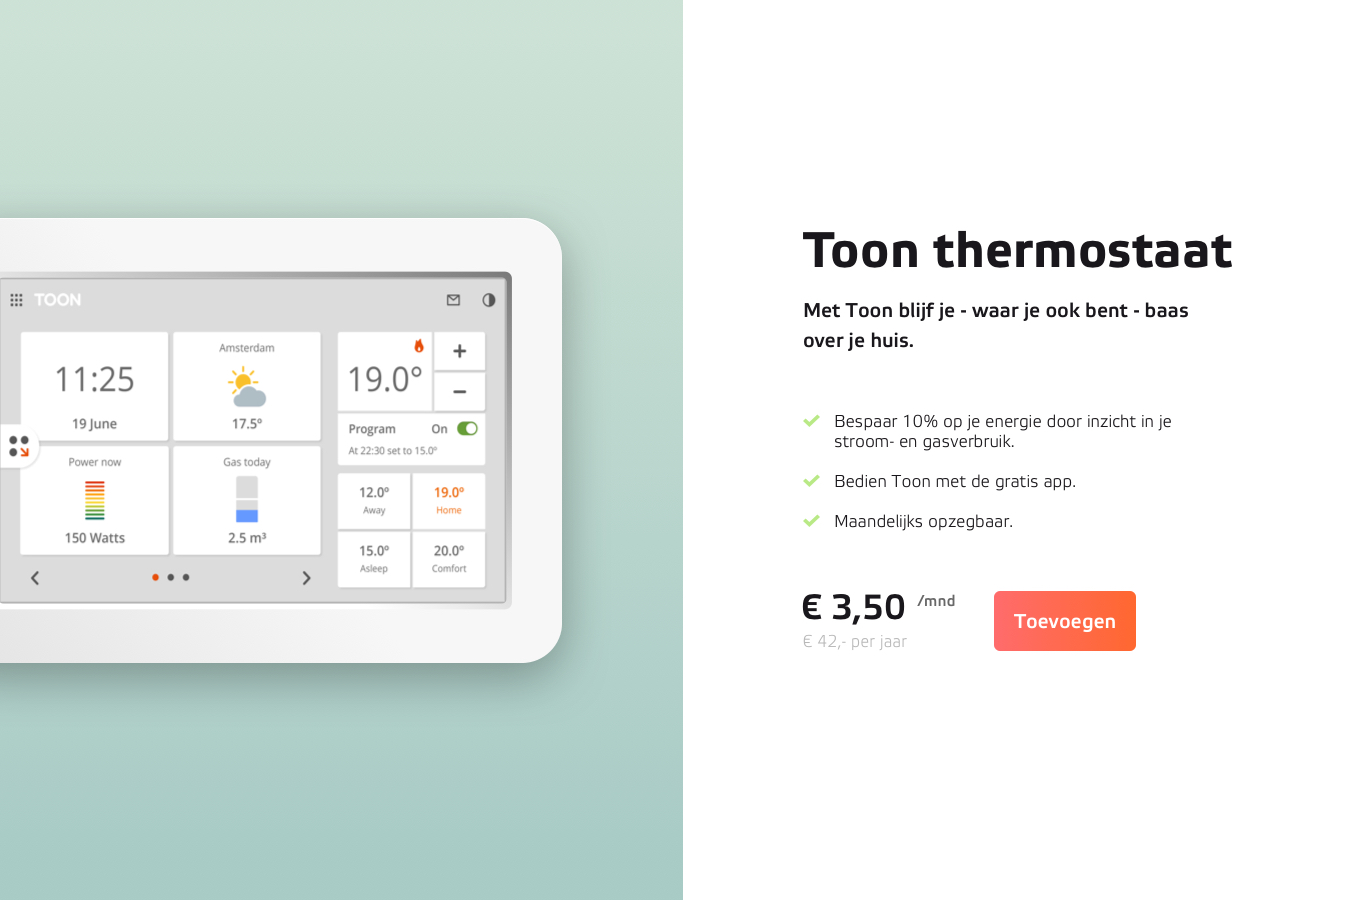 TOON
11:25
19 June
Amsterdam
17.5°
19.0°
+
−
Program On
At 22:30 set to 15.0°
Power now
150 Watts
Gas today
2.5 m³
12.0°
Away
19.0°
Home
15.0°
Asleep
20.0°
Comfort
Toon thermostaat
Met Toon blijf je - waar je ook bent - baas
over je huis.
Bespaar 10% op je energie door inzicht in je
stroom- en gasverbruik.
Bedien Toon met de gratis app.
Maandelijks opzegbaar.
€ 3,50 /mnd
€ 42,- per jaar
Toevoegen